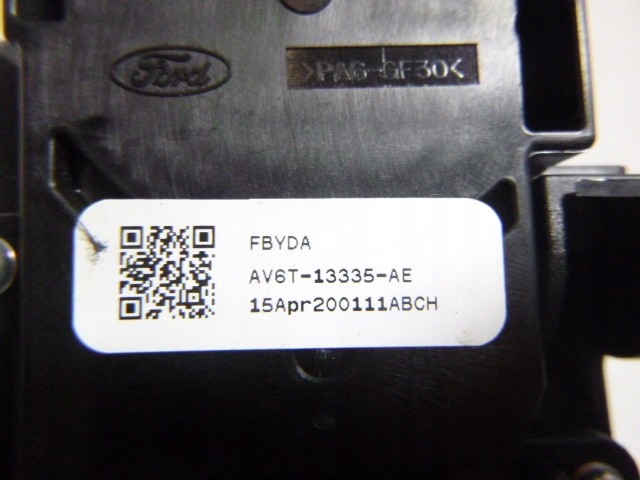 Ford
>PA6-GF30<
FBYDA
AV6T-13335-AE
15Apr200111ABCH